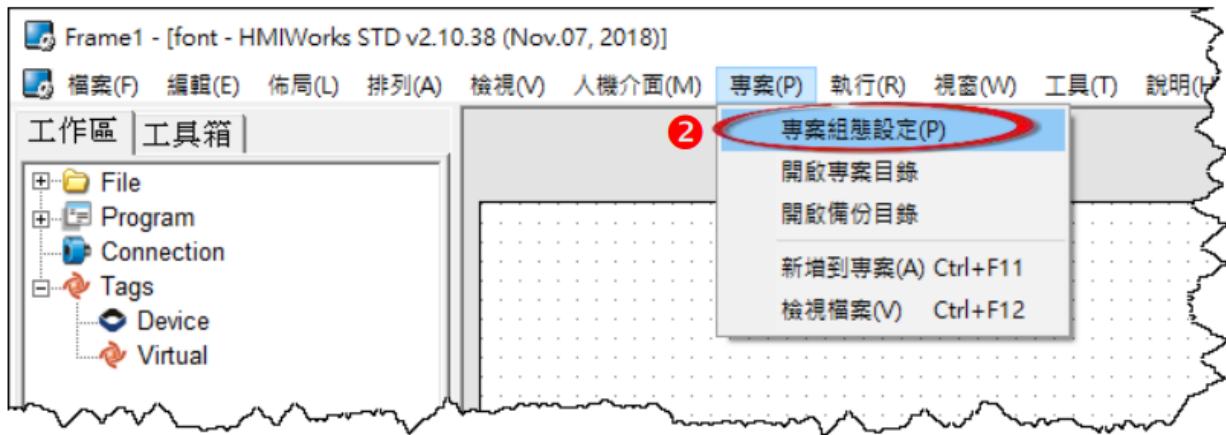 Frame1 - [font - HMIWorks STD v2.10.38 (Nov.07, 2018)]
檔案(F) 編輯(E) 佈局(L) 排列(A) 檢視(V) 人機介面(M) 專案(P) 執行(R) 視窗(W) 工具(T) 說明(H
工作區 工具箱
❷ 專案組態設定(P)
開啟專案目錄
開啟備份目錄
新增到專案(A) Ctrl+F11
檢視檔案(V) Ctrl+F12
File
Program
Connection
Tags
Device
Virtual